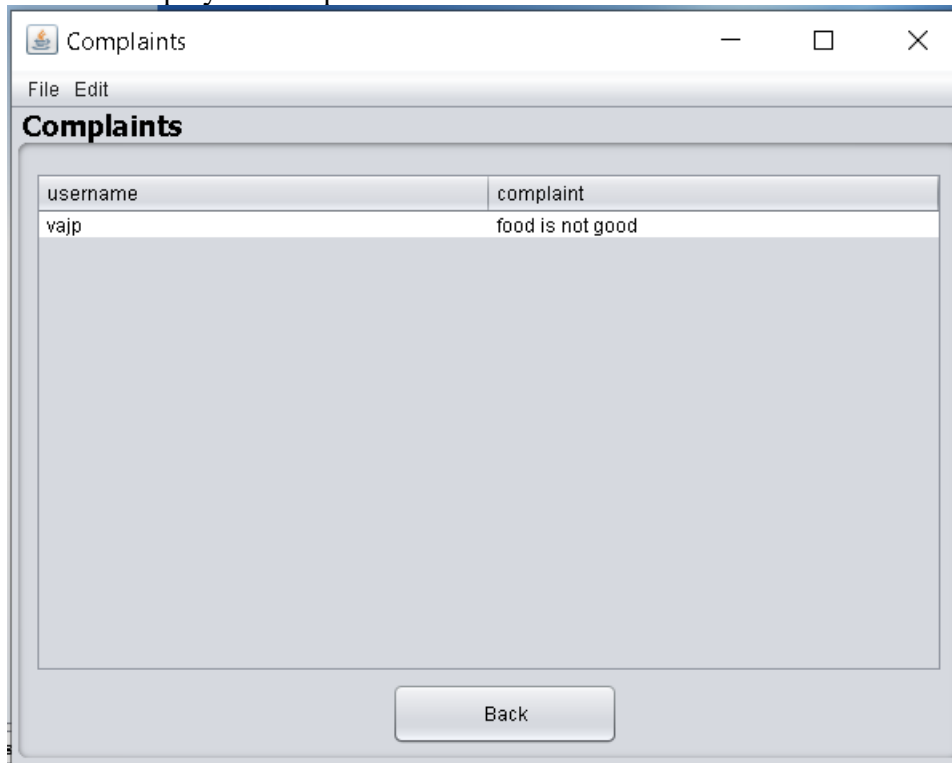 Complaints
File Edit
Complaints
username complaint
vajp food is not good
Back